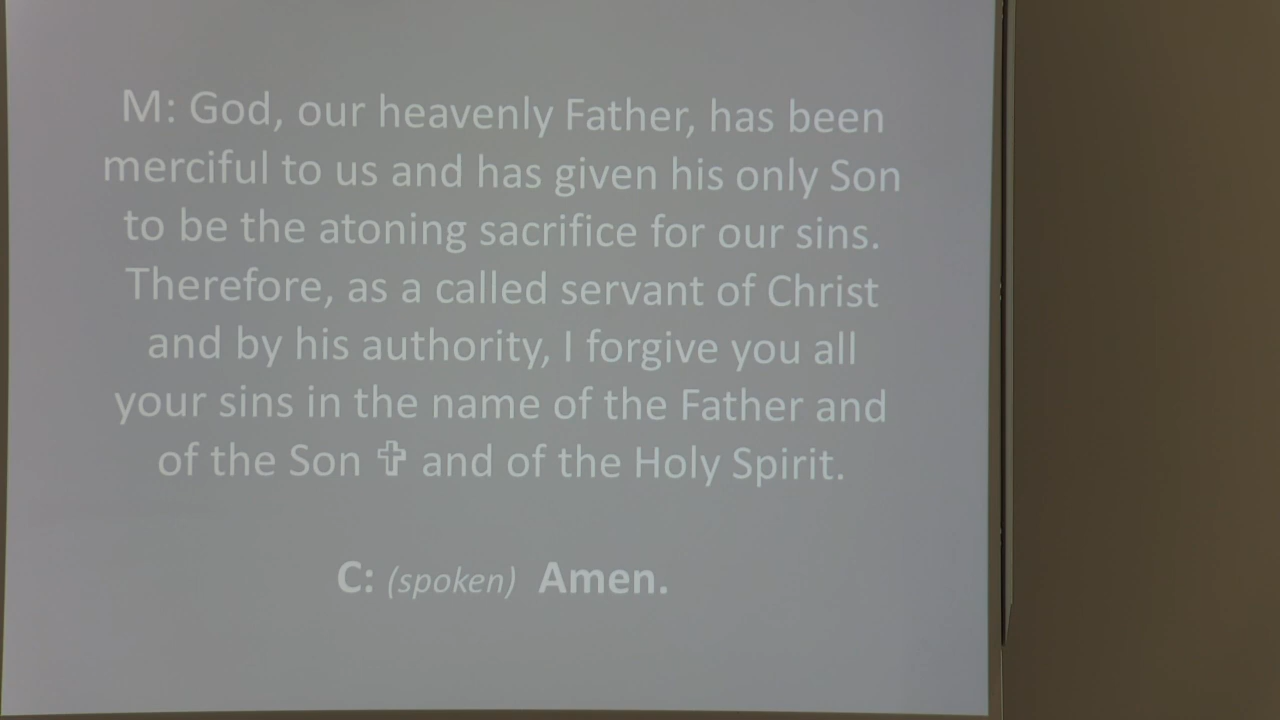 M: God, our heavenly Father, has been
merciful to us and has given his only Son
to be the atoning sacrifice for our sins.
Therefore, as a called servant of Christ
and by his authority, I forgive you all
your sins in the name of the Father and
of the Son ✞ and of the Holy Spirit.
C: (spoken) Amen.